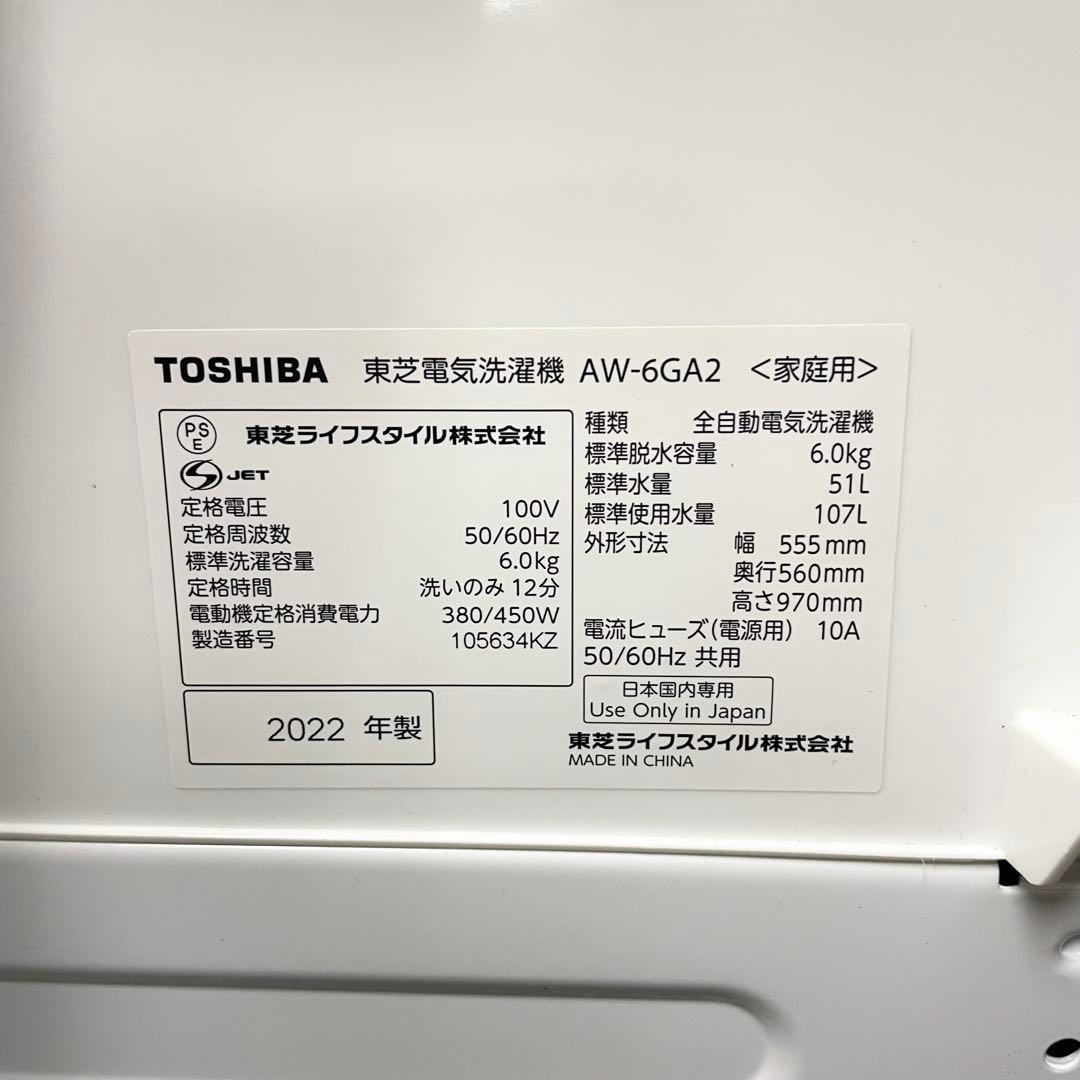 TOSHIBA 東芝電気洗濯機 AW-6GA2 <家庭用>
PSE 東芝ライフスタイル株式会社
S JET
定格電圧 100V
定格周波数 50/60Hz
標準洗濯容量 6.0kg
定格時間 洗いのみ 12分
電動機定格消費電力 380/450W
製造番号 105634KZ
2022 年製
種類 全自動電気洗濯機
標準脱水容量 6.0kg
標準水量 51L
標準使用水量 107L
外形寸法 幅 555mm
奥行560mm
高さ970mm
電流ヒューズ(電源用) 10A
50/60Hz 共用
日本国内専用
Use Only in Japan
東芝ライフスタイル株式会社
MADE IN CHINA